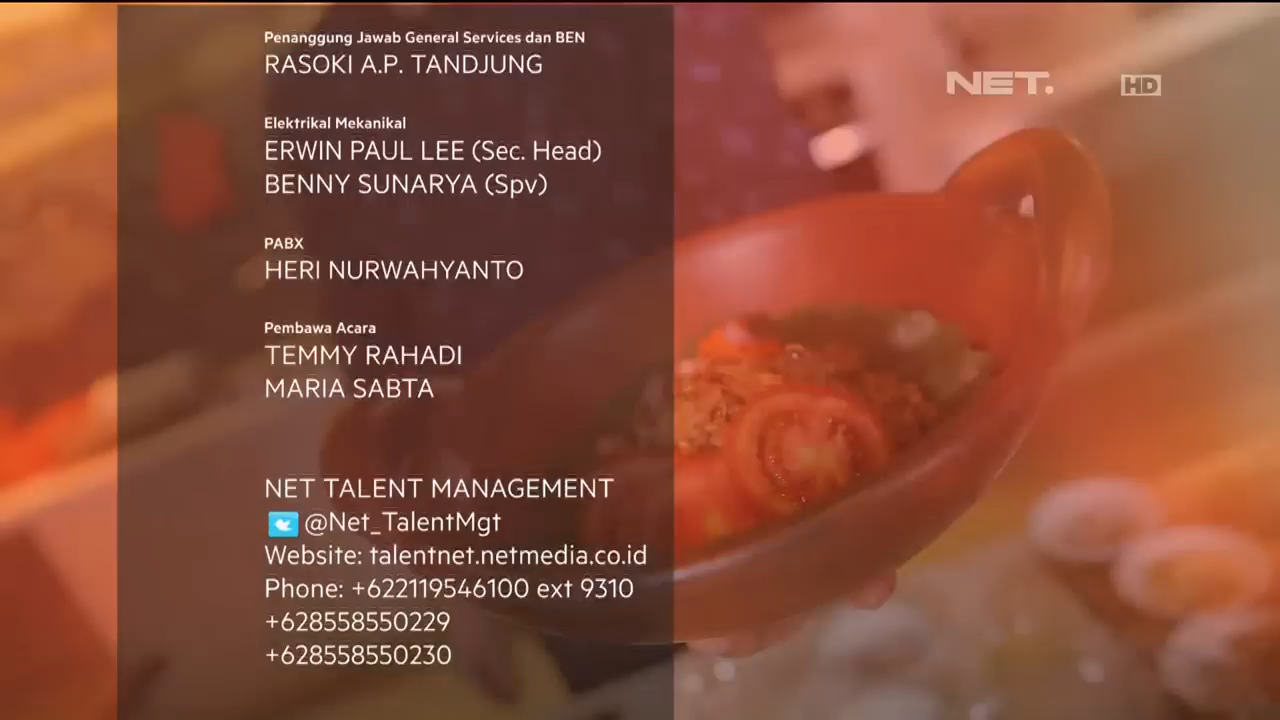 Penanggung Jawab General Services dan BEN
RASOKI A.P. TANDJUNG
Elektrikal Mekanikal
ERWIN PAUL LEE (Sec. Head)
BENNY SUNARYA (Spv)
PABX
HERI NURWAHYANTO
Pembawa Acara
TEMMY RAHADI
MARIA SABTA
NET TALENT MANAGEMENT
@Net_TalentMgt
Website: talentnet.netmedia.co.id
Phone: +622119546100 ext 9310
+628558550229
+628558550230
NET.
HD